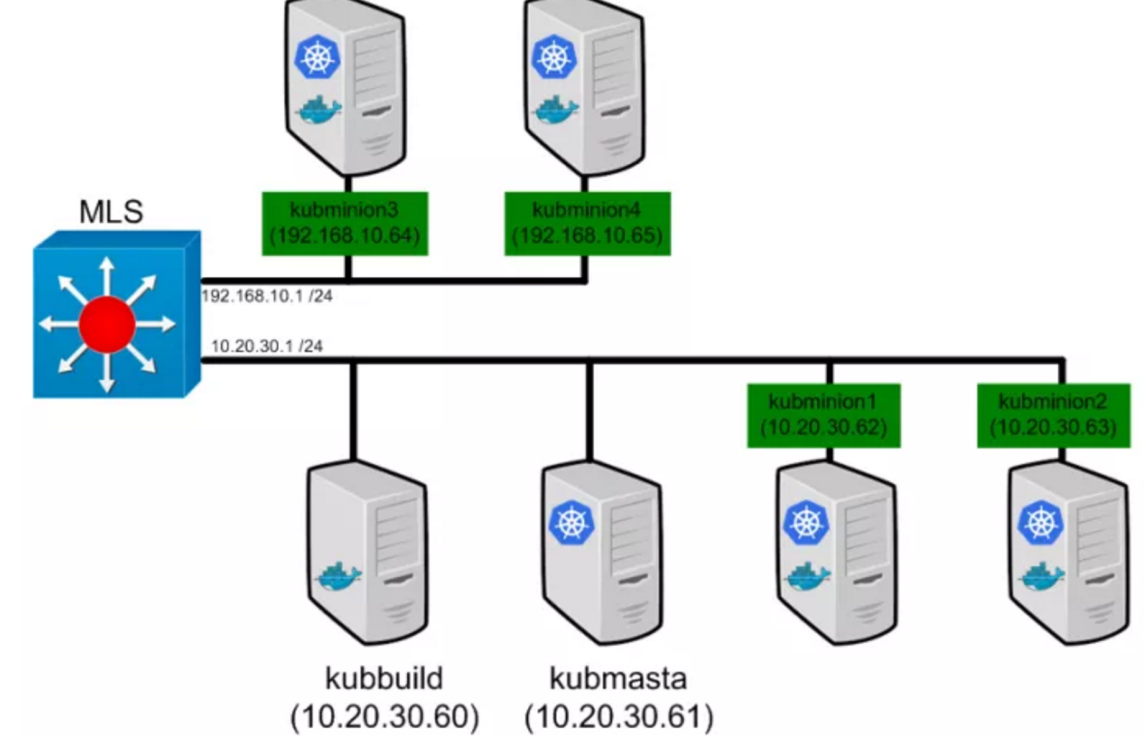 kubminion3
(192.168.10.64)
kubminion4
(192.168.10.65)
MLS
192.168.10.1 /24
10.20.30.1 /24
kubminion1
(10.20.30.62)
kubminion2
(10.20.30.63)
kubbuild
(10.20.30.60)
kubmasta
(10.20.30.61)